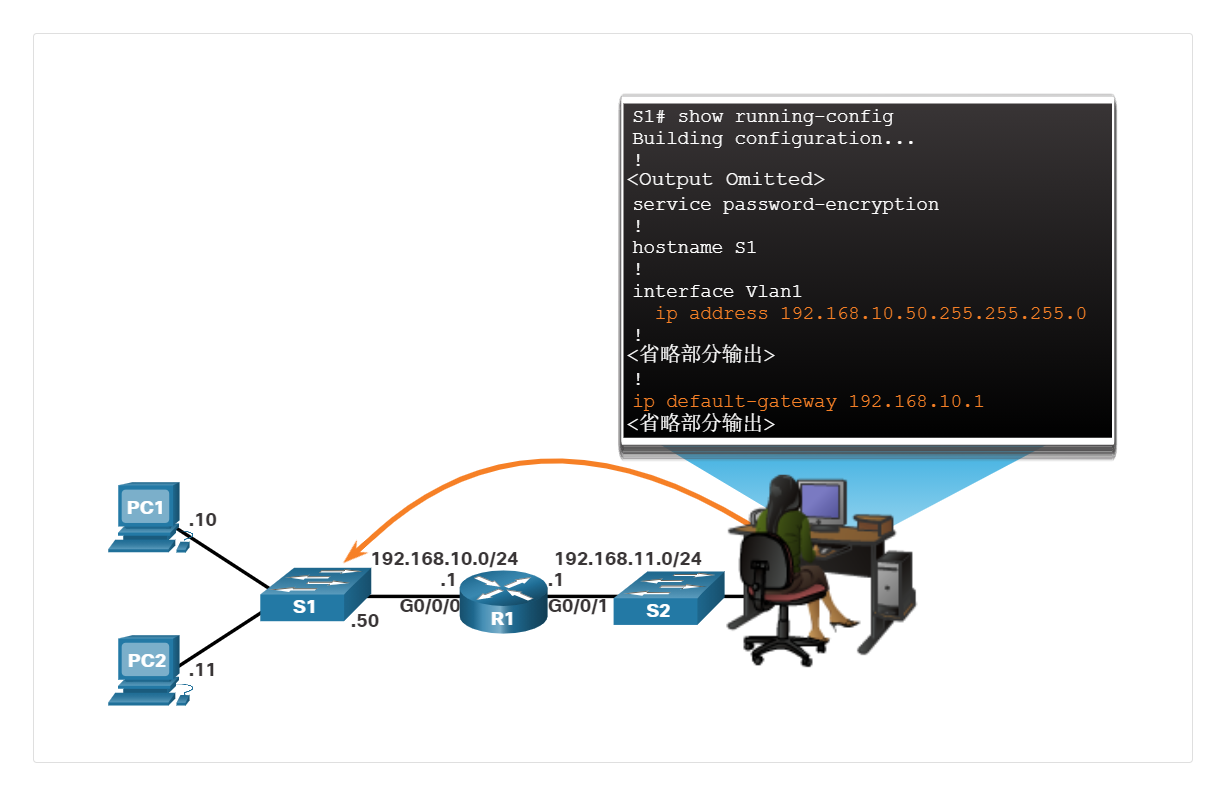 S1# show running-config
Building configuration...
!
<Output Omitted>
service password-encryption
!
hostname S1
!
interface Vlan1
ip address 192.168.10.50.255.255.255.0
!
<省略部分输出>
!
ip default-gateway 192.168.10.1
<省略部分输出>
PC1
.10
192.168.10.0/24
192.168.11.0/24
.1
.1
S1
G0/0/0
R1
G0/0/1
S2
.50
PC2
.11